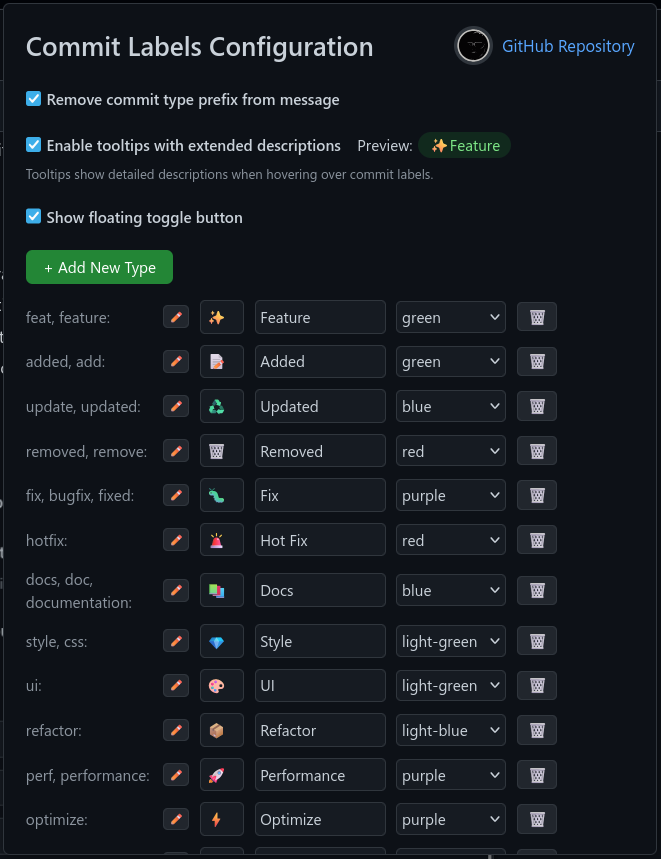 Commit Labels Configuration
GitHub Repository
Remove commit type prefix from message
Enable tooltips with extended descriptions Preview: ✨ Feature
Tooltips show detailed descriptions when hovering over commit labels.
Show floating toggle button
+ Add New Type
feat, feature: Feature green
added, add: Added green
update, updated: Updated blue
removed, remove: Removed red
fix, bugfix, fixed: Fix purple
hotfix: Hot Fix red
docs, doc,
documentation: Docs blue
style, css: Style light-green
ui: UI light-green
refactor: Refactor light-blue
perf, performance: Performance purple
optimize: Optimize purple